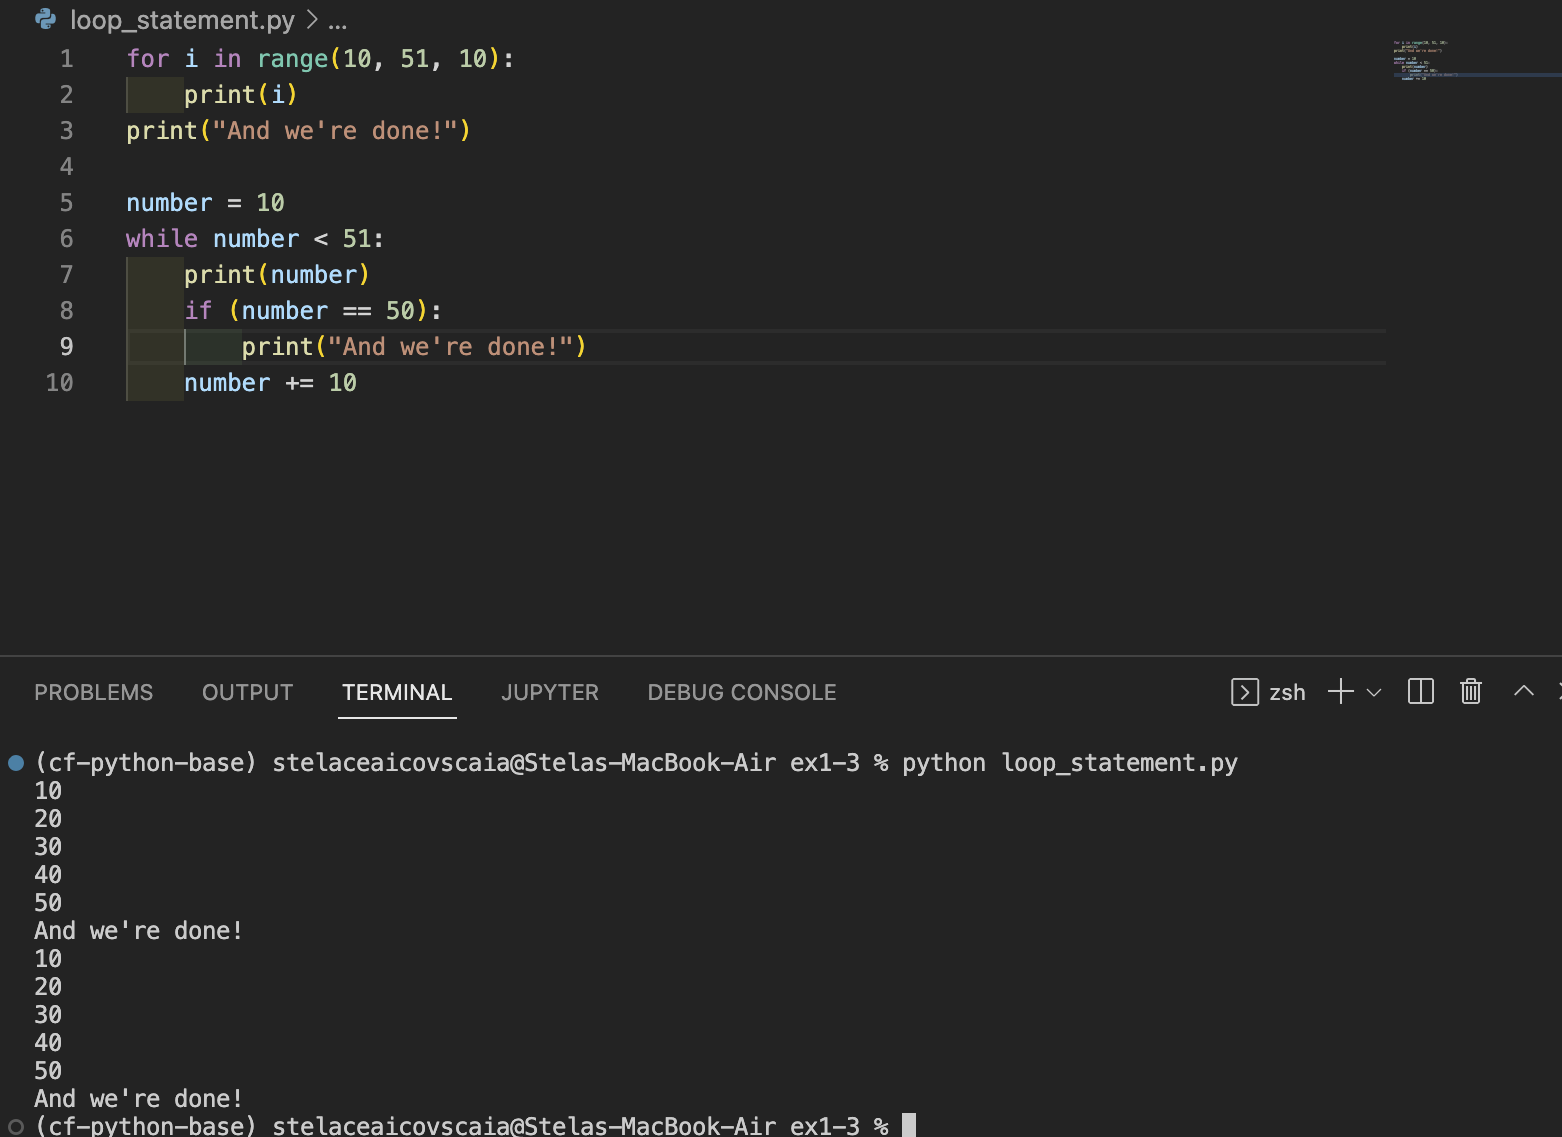 loop_statement.py > ...
1 for i in range(10, 51, 10):
2     print(i)
3 print("And we're done!")
4
5 number = 10
6 while number < 51:
7     print(number)
8     if (number == 50):
9         print("And we're done!")
10     number += 10
PROBLEMS OUTPUT TERMINAL JUPYTER DEBUG CONSOLE zsh
(cf-python-base) stelaceaicovscaia@Stelas-MacBook-Air ex1-3 % python loop_statement.py
10
20
30
40
50
And we're done!
10
20
30
40
50
And we're done!
(cf-python-base) stelaceaicovscaia@Stelas-MacBook-Air ex1-3 %